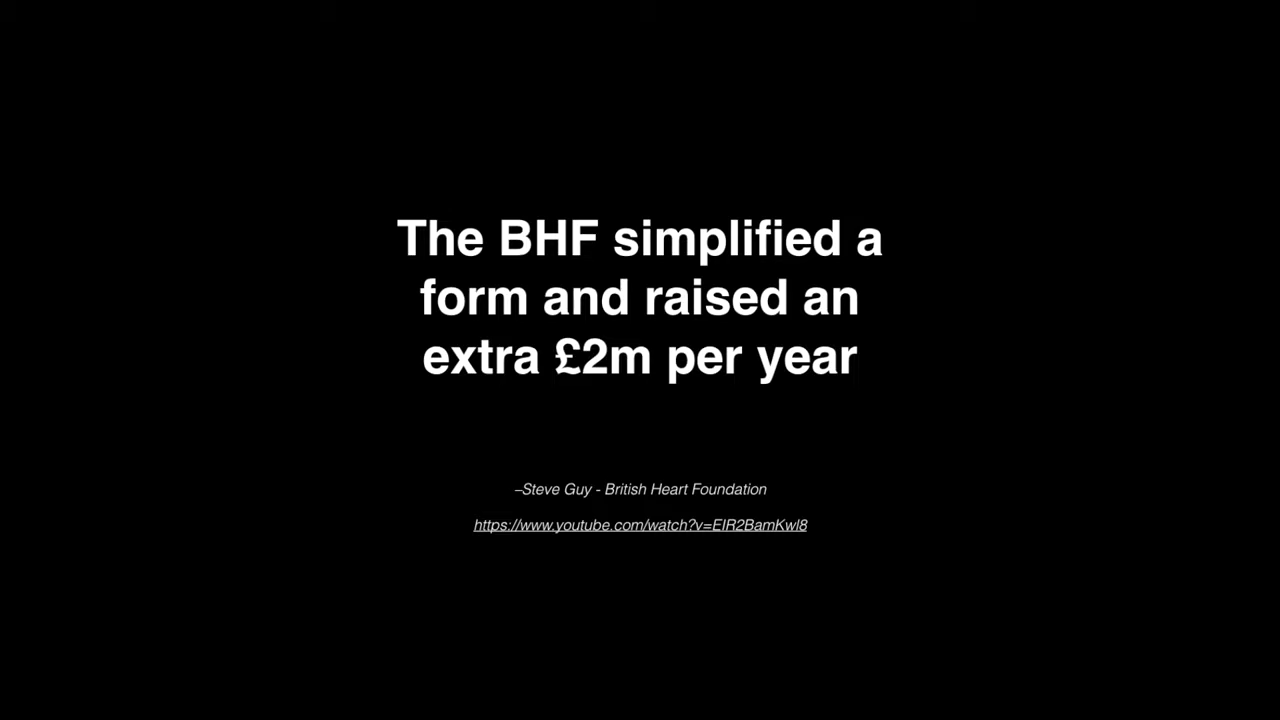 The BHF simplified a
form and raised an
extra £2m per year
–Steve Guy - British Heart Foundation
https://www.youtube.com/watch?v=EIR2BamKwl8